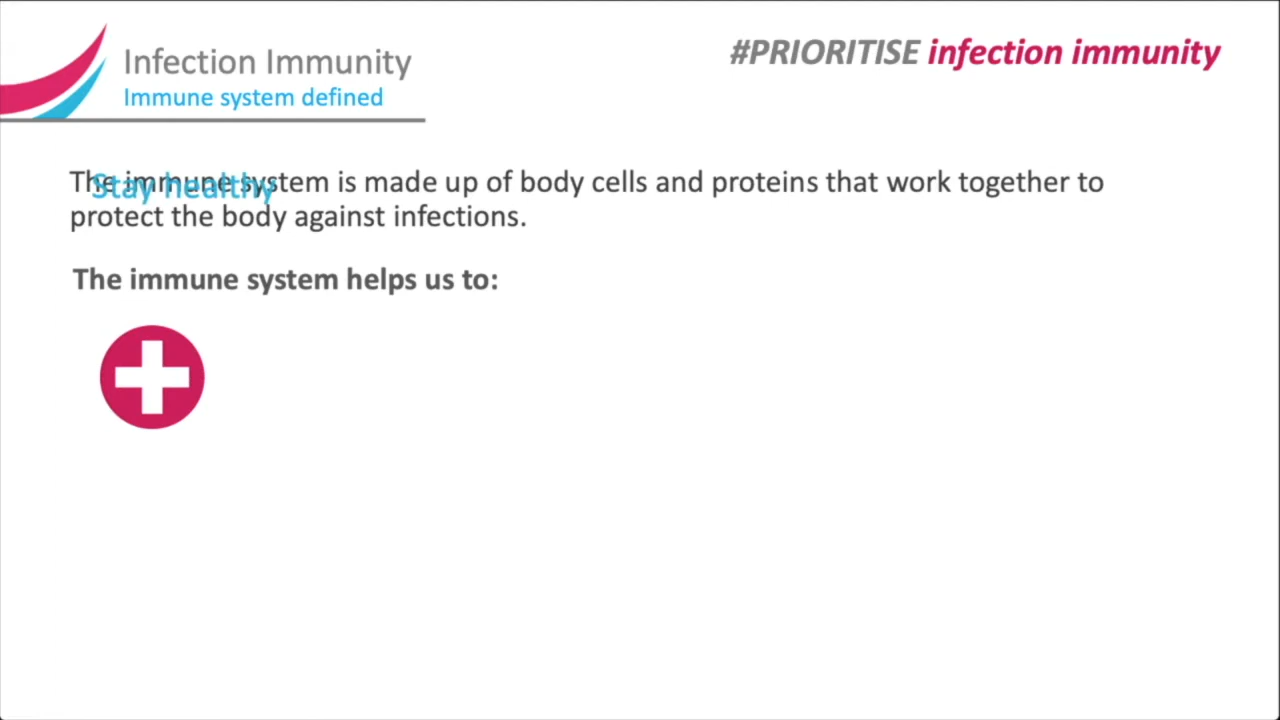 Infection Immunity
Immune system defined
#PRIORITISE infection immunity
The immune system is made up of body cells and proteins that work together to
Stay healthy
protect the body against infections.
The immune system helps us to: